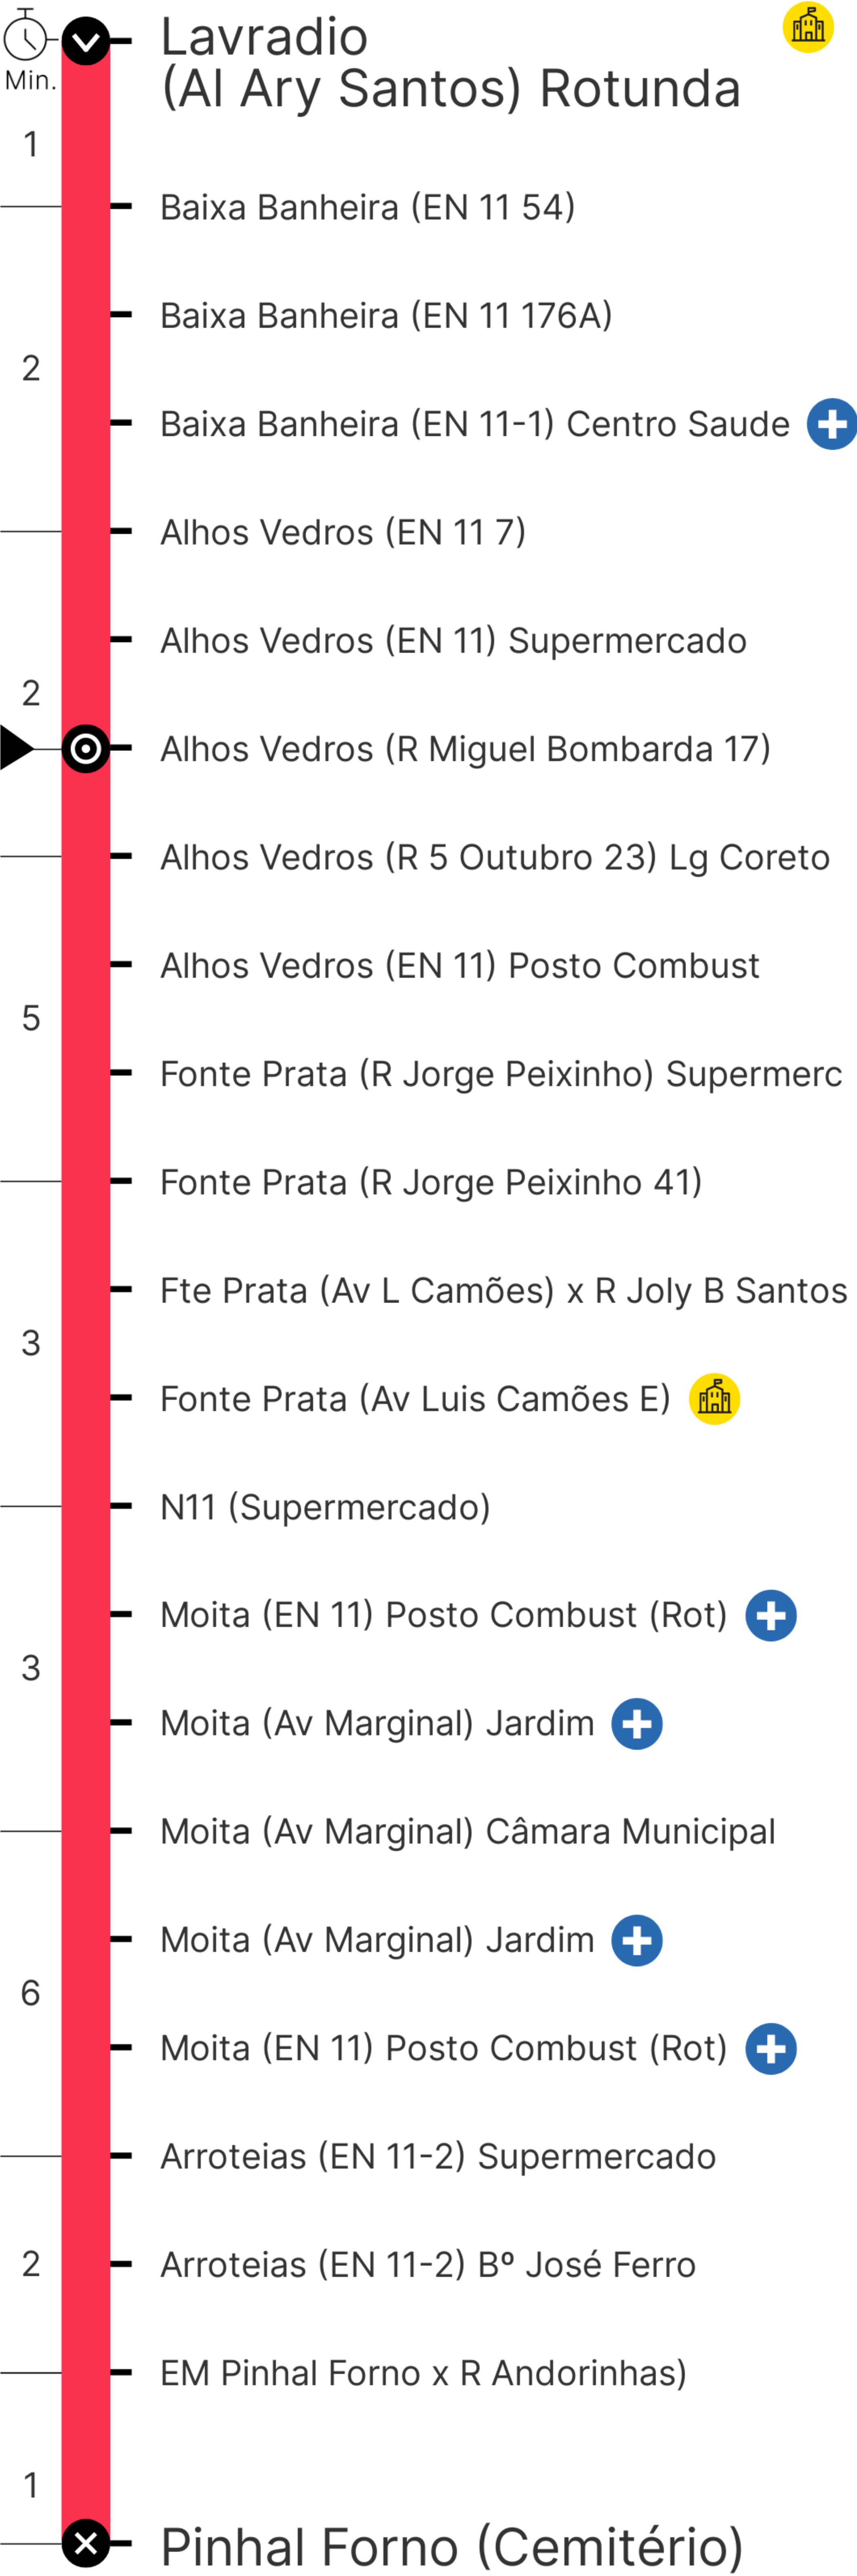 Lavradio
(Al Ary Santos) Rotunda
Min.
1
Baixa Banheira (EN 11 54)
Baixa Banheira (EN 11 176A)
2
Baixa Banheira (EN 11-1) Centro Saude
Alhos Vedros (EN 11 7)
Alhos Vedros (EN 11) Supermercado
2
Alhos Vedros (R Miguel Bombarda 17)
Alhos Vedros (R 5 Outubro 23) Lg Coreto
Alhos Vedros (EN 11) Posto Combust
5
Fonte Prata (R Jorge Peixinho) Supermerc
Fonte Prata (R Jorge Peixinho 41)
Fte Prata (Av L Camões) x R Joly B Santos
3
Fonte Prata (Av Luis Camões E)
N11 (Supermercado)
Moita (EN 11) Posto Combust (Rot)
3
Moita (Av Marginal) Jardim
Moita (Av Marginal) Câmara Municipal
Moita (Av Marginal) Jardim
6
Moita (EN 11) Posto Combust (Rot)
Arroteias (EN 11-2) Supermercado
2
Arroteias (EN 11-2) Bº José Ferro
EM Pinhal Forno x R Andorinhas)
1
Pinhal Forno (Cemitério)